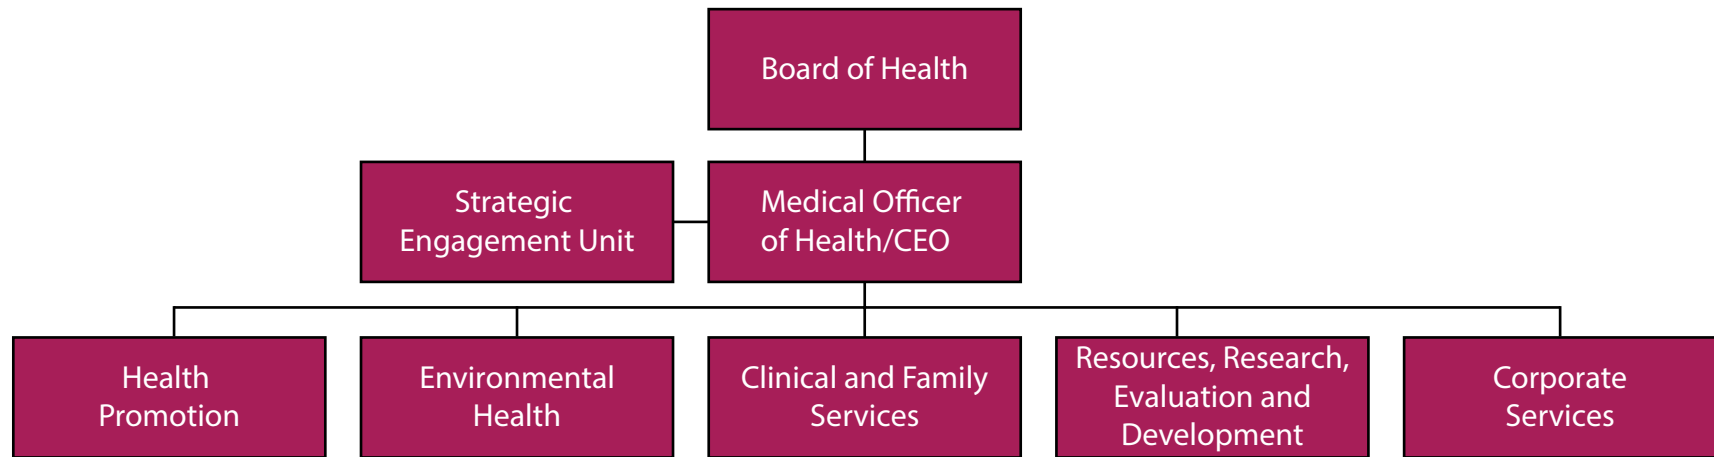 Board of Health
Strategic
Engagement Unit
Medical Officer
of Health/CEO
Health
Promotion
Environmental
Health
Clinical and Family
Services
Resources, Research,
Evaluation and
Development
Corporate
Services